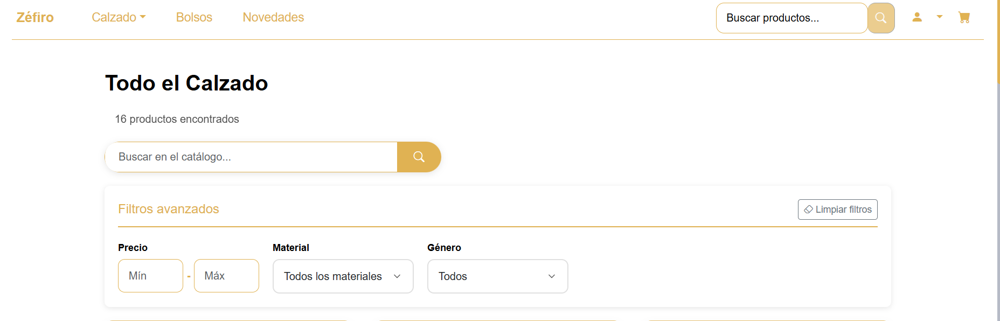 Zéfiro Calzado Bolsos Novedades Buscar productos...
Todo el Calzado
16 productos encontrados
Buscar en el catálogo...
Filtros avanzados Limpiar filtros
Precio Material Género
Mín - Máx Todos los materiales Todos